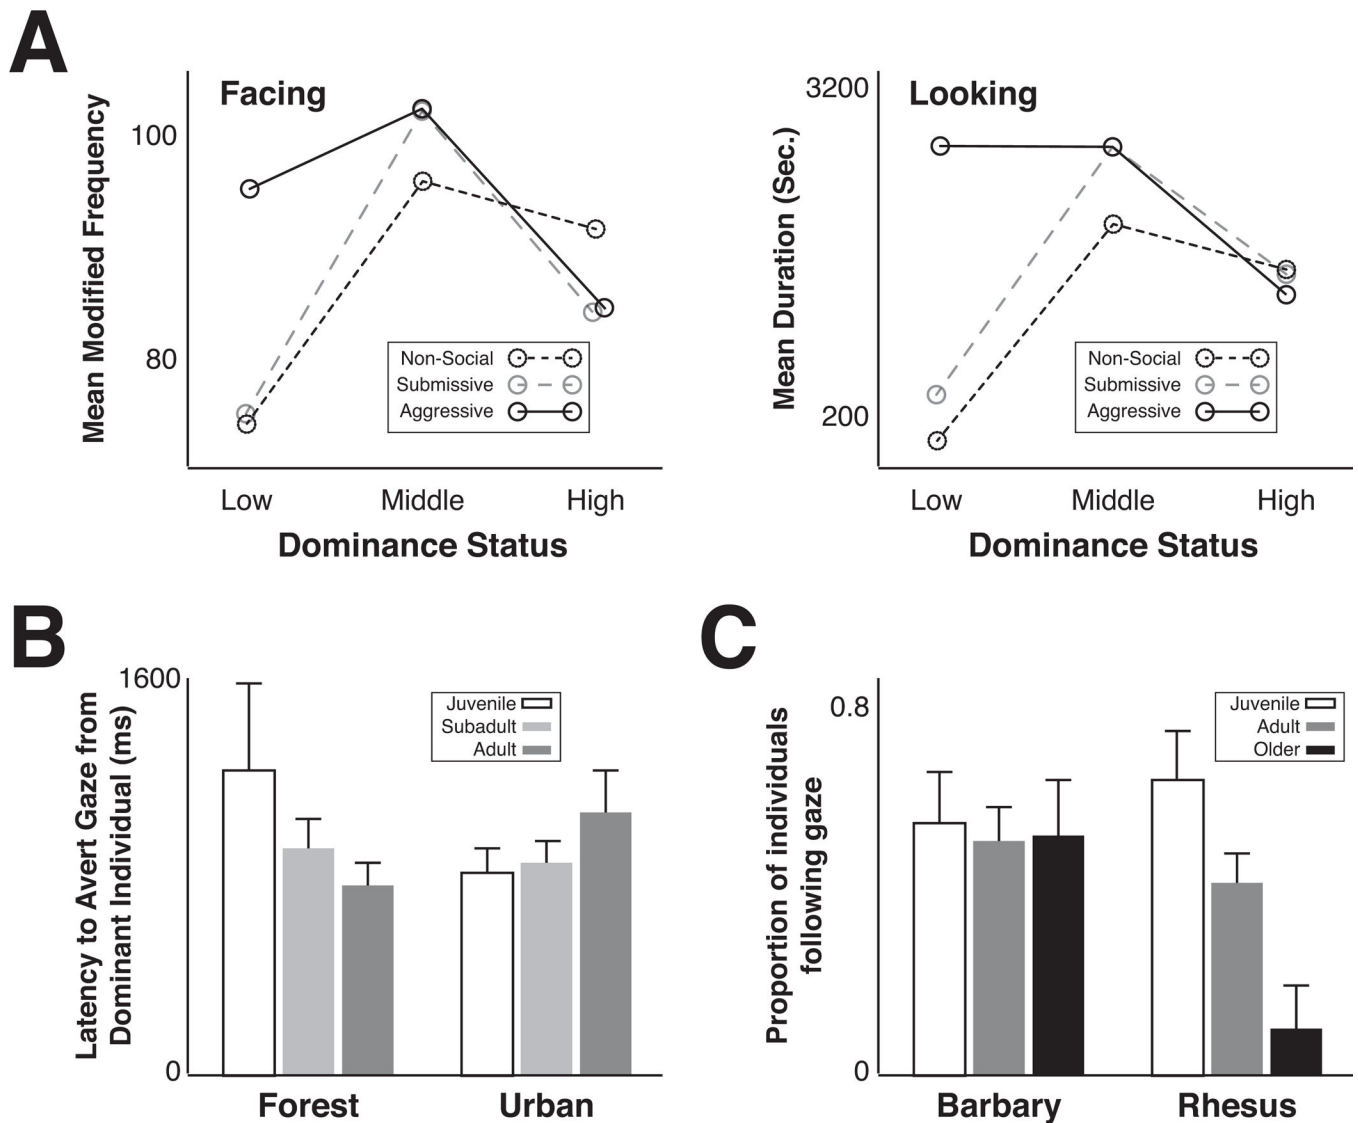 A
Facing
Mean Modified Frequency
100
80
Non-Social
Submissive
Aggressive
Low Middle High
Dominance Status
Looking
Mean Duration (Sec.)
3200
200
Non-Social
Submissive
Aggressive
Low Middle High
Dominance Status
B
Latency to Avert Gaze from
Dominant Individual (ms)
1600
0
Juvenile
Subadult
Adult
Forest Urban
C
Proportion of individuals
following gaze
0.8
0
Juvenile
Adult
Older
Barbary Rhesus